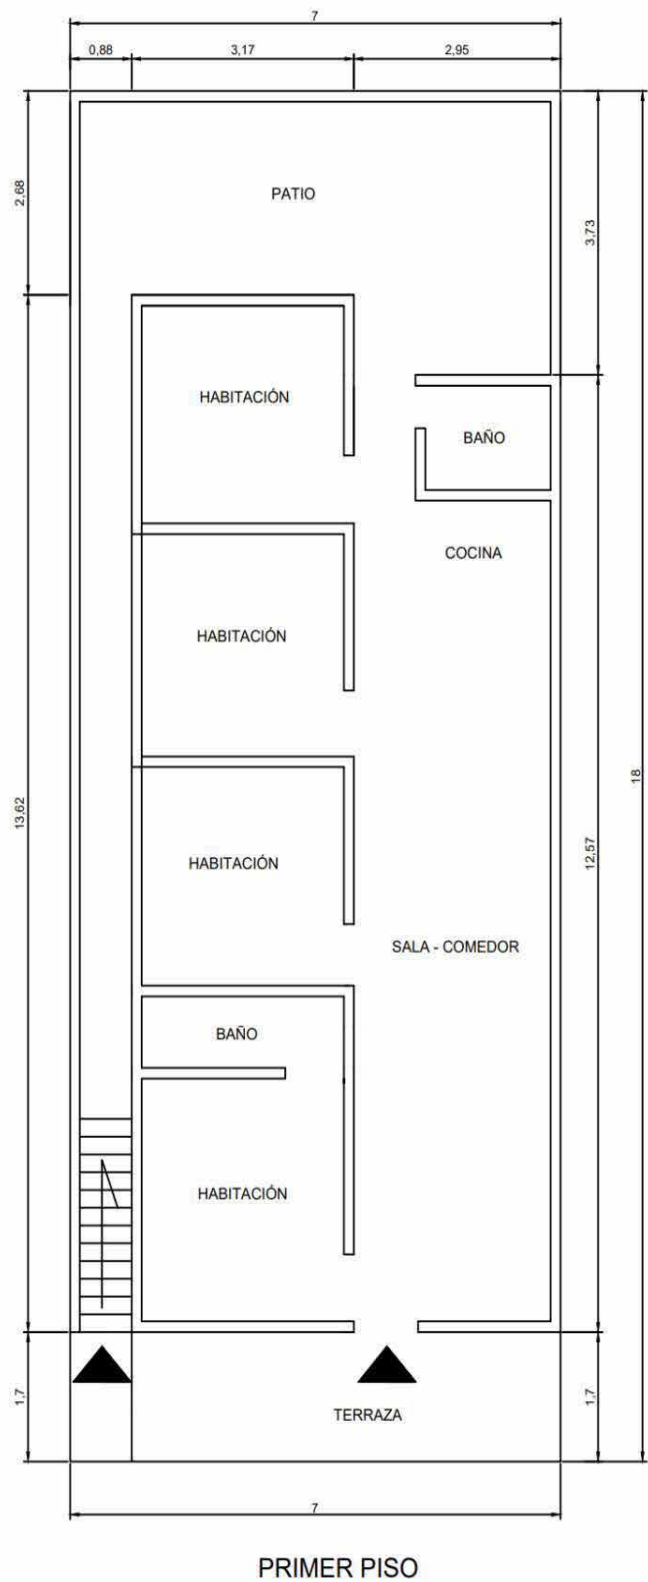 7
0,88
3,17
2,95
2,68
PATIO
3,73
HABITACIÓN
BAÑO
COCINA
HABITACIÓN
13,62
18
HABITACIÓN
12,57
SALA - COMEDOR
BAÑO
HABITACIÓN
1,7
1,7
TERRAZA
7
PRIMER PISO